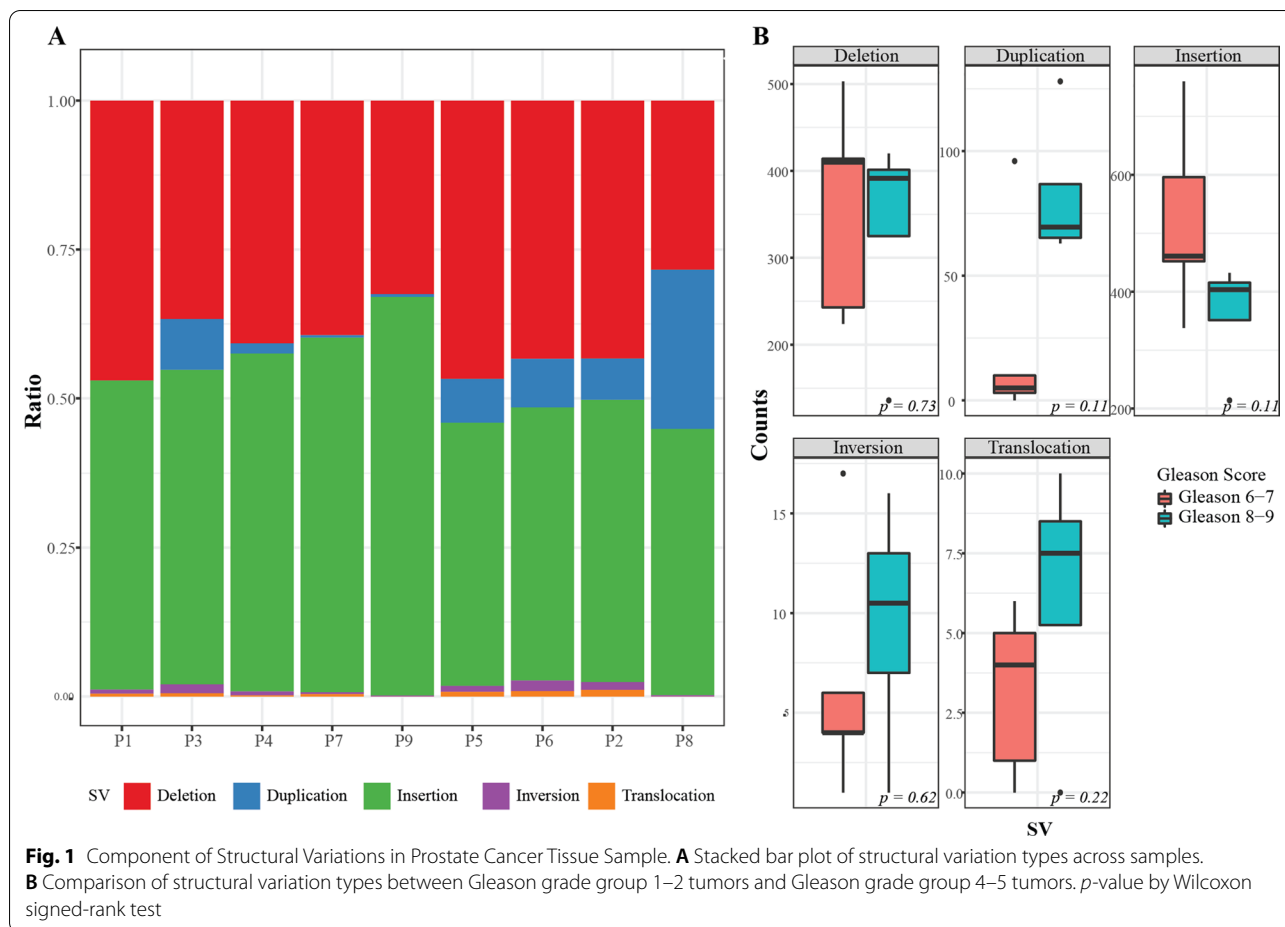 A
B
Ratio
1.00
0.75
0.50
0.25
0.00
P1 P3 P4 P7 P9 P5 P6 P2 P8
SV Deletion Duplication Insertion Inversion Translocation
Counts
Deletion
500
400
300
200
p = 0.73
Duplication
100
50
0
p = 0.11
Insertion
600
400
200
p = 0.11
Inversion
15
10
5
p = 0.62
Translocation
10.0
7.5
5.0
2.5
0.0
p = 0.22
SV
Gleason Score
Gleason 6–7
Gleason 8–9
Fig. 1 Component of Structural Variations in Prostate Cancer Tissue Sample. A Stacked bar plot of structural variation types across samples.
B Comparison of structural variation types between Gleason grade group 1–2 tumors and Gleason grade group 4–5 tumors. p-value by Wilcoxon
signed-rank test